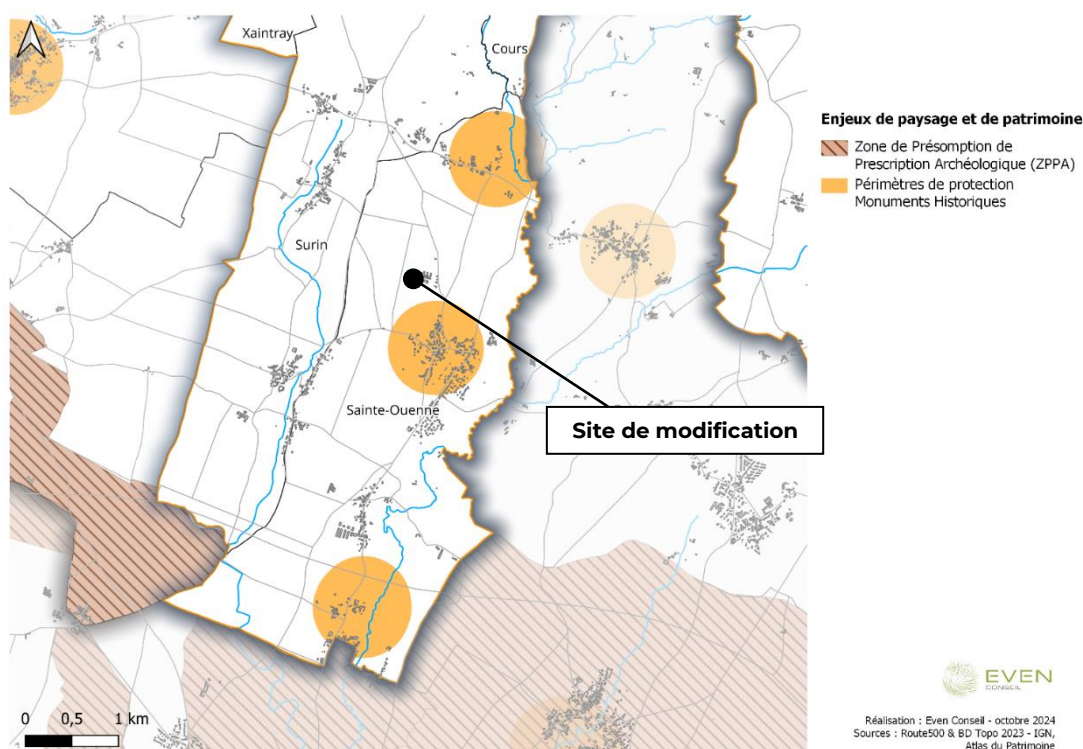 Xaintray
Cours
Enjeux de paysage et de patrimoine
Zone de Présomption de
Prescription Archéologique (ZPPA)
Périmètres de protection
Monuments Historiques
Surin
Sainte-Ouenne
Site de modification
0 0,5 1 km
EVEN
CONSEIL
Réalisation : Even Conseil - octobre 2024
Sources : Route500 & BD Topo 2023 - IGN,
Atlas du Patrimoine